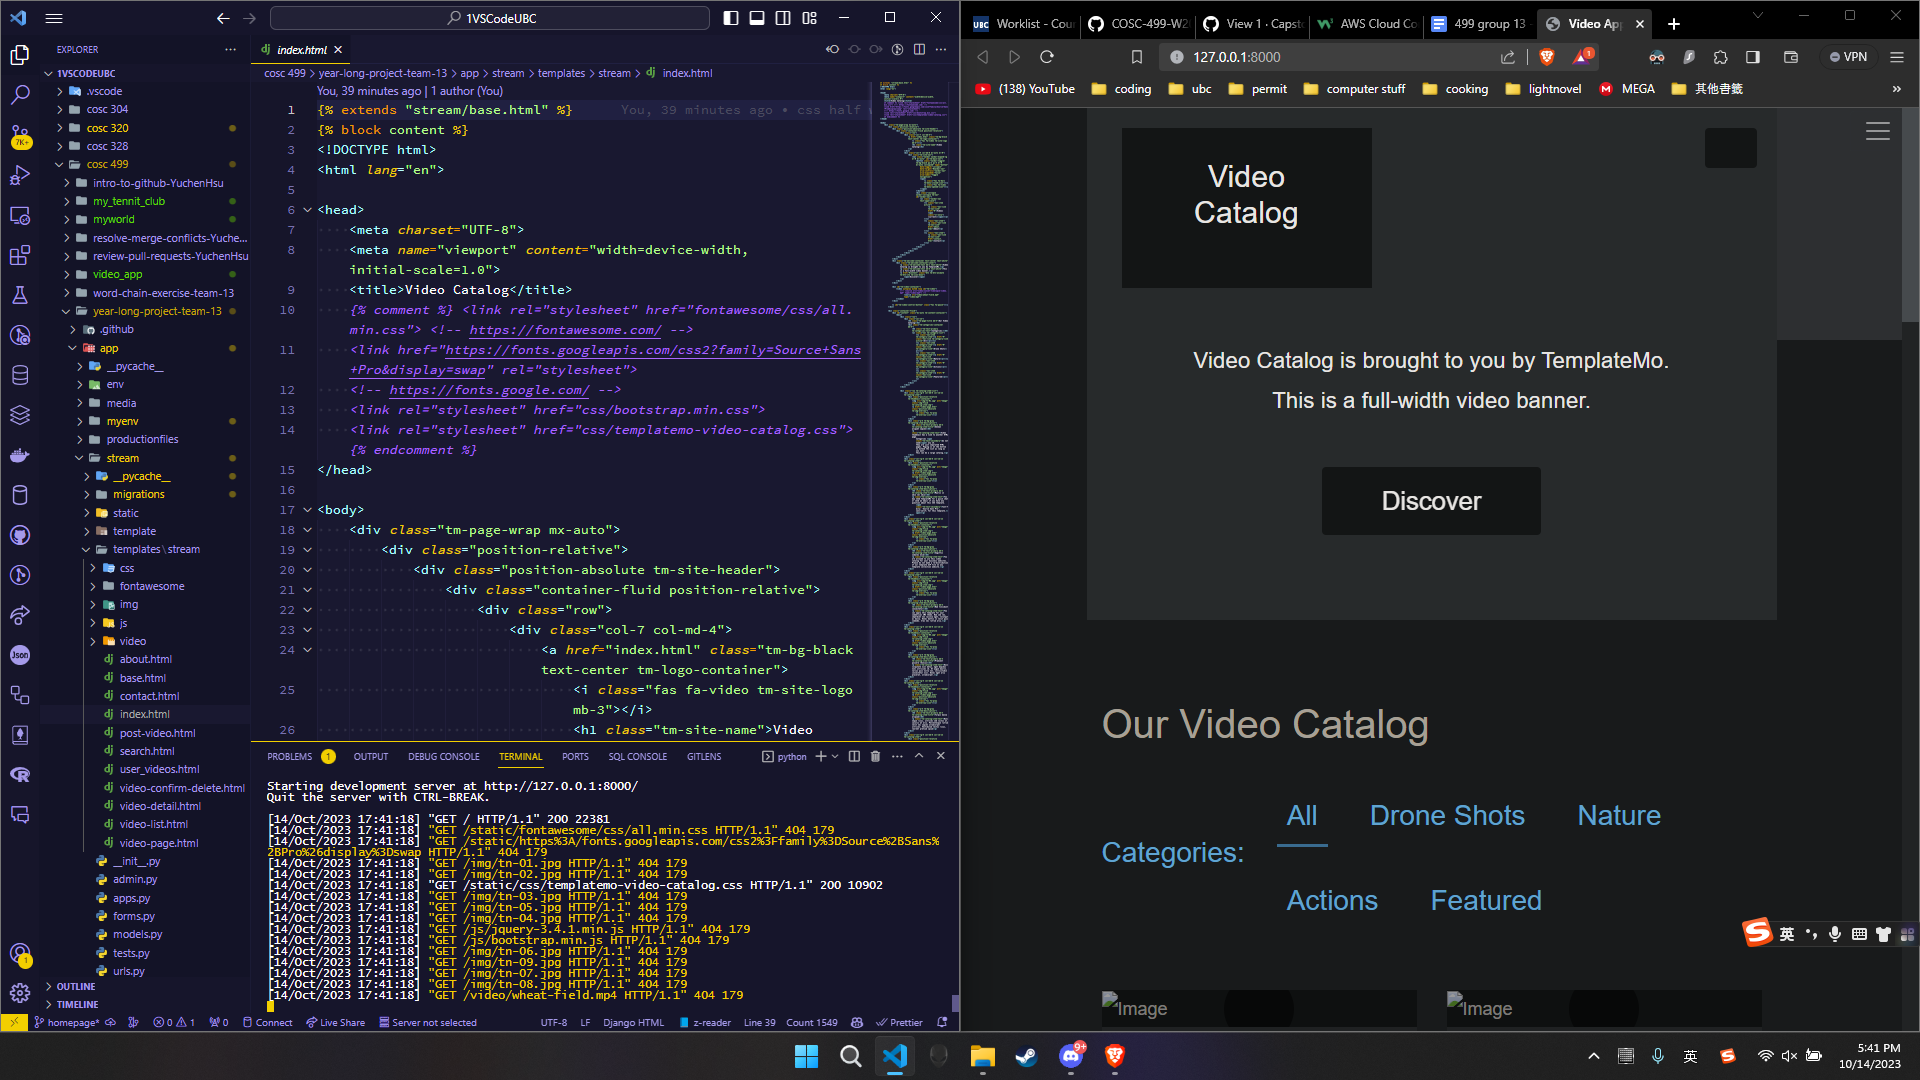 1VSCodeUBC
EXPLORER
1VSCODEUBC
.vscode
cosc 304
cosc 320
cosc 328
cosc 499
intro-to-github-YuchenHsu
my_tennit_club
myworld
resolve-merge-conflicts-Yuche...
review-pull-requests-YuchenHsu
video_app
word-chain-exercise-team-13
year-long-project-team-13
.github
app
__pycache__
env
media
myenv
productionfiles
stream
__pycache__
migrations
static
template
templates\stream
css
fontawesome
img
js
video
about.html
base.html
contact.html
index.html
post-video.html
search.html
user_videos.html
video-confirm-delete.html
video-detail.html
video-list.html
video-page.html
__init__.py
admin.py
apps.py
forms.py
models.py
tests.py
urls.py
OUTLINE
TIMELINE
7K+
Json
1
index.html
cosc 499 > year-long-project-team-13 > app > stream > templates > stream > index.html
You, 39 minutes ago | 1 author (You)
1 {% extends "stream/base.html" %} You, 39 minutes ago • css half
2 {% block content %}
3 <!DOCTYPE html>
4 <html lang="en">
5
6 <head>
7 <meta charset="UTF-8">
8 <meta name="viewport" content="width=device-width,
initial-scale=1.0">
9 <title>Video Catalog</title>
10 {% comment %} <link rel="stylesheet" href="fontawesome/css/all.
min.css"> <!-- https://fontawesome.com/ -->
11 <link href="https://fonts.googleapis.com/css2?family=Source+Sans
+Pro&display=swap" rel="stylesheet">
12 <!-- https://fonts.google.com/ -->
13 <link rel="stylesheet" href="css/bootstrap.min.css">
14 <link rel="stylesheet" href="css/templatemo-video-catalog.css">
{% endcomment %}
15 </head>
16
17 <body>
18 <div class="tm-page-wrap mx-auto">
19 <div class="position-relative">
20 <div class="position-absolute tm-site-header">
21 <div class="container-fluid position-relative">
22 <div class="row">
23 <div class="col-7 col-md-4">
24 <a href="index.html" class="tm-bg-black
text-center tm-logo-container">
25 <i class="fas fa-video tm-site-logo
mb-3"></i>
26 <h1 class="tm-site-name">Video
PROBLEMS 1 OUTPUT DEBUG CONSOLE TERMINAL PORTS SQL CONSOLE GITLENS python
Starting development server at http://127.0.0.1:8000/
Quit the server with CTRL-BREAK.
[14/Oct/2023 17:41:18] "GET / HTTP/1.1" 200 22381
[14/Oct/2023 17:41:18] "GET /static/fontawesome/css/all.min.css HTTP/1.1" 404 179
[14/Oct/2023 17:41:18] "GET /static/https%3A/fonts.googleapis.com/css2%3Ffamily%3DSource%2BSans%
2BPro%26display%3Dswap HTTP/1.1" 404 179
[14/Oct/2023 17:41:18] "GET /img/tn-01.jpg HTTP/1.1" 404 179
[14/Oct/2023 17:41:18] "GET /img/tn-02.jpg HTTP/1.1" 404 179
[14/Oct/2023 17:41:18] "GET /static/css/templatemo-video-catalog.css HTTP/1.1" 200 10902
[14/Oct/2023 17:41:18] "GET /img/tn-03.jpg HTTP/1.1" 404 179
[14/Oct/2023 17:41:18] "GET /img/tn-05.jpg HTTP/1.1" 404 179
[14/Oct/2023 17:41:18] "GET /img/tn-04.jpg HTTP/1.1" 404 179
[14/Oct/2023 17:41:18] "GET /js/jquery-3.4.1.min.js HTTP/1.1" 404 179
[14/Oct/2023 17:41:18] "GET /js/bootstrap.min.js HTTP/1.1" 404 179
[14/Oct/2023 17:41:18] "GET /img/tn-06.jpg HTTP/1.1" 404 179
[14/Oct/2023 17:41:18] "GET /img/tn-09.jpg HTTP/1.1" 404 179
[14/Oct/2023 17:41:18] "GET /img/tn-07.jpg HTTP/1.1" 404 179
[14/Oct/2023 17:41:18] "GET /img/tn-08.jpg HTTP/1.1" 404 179
[14/Oct/2023 17:41:18] "GET /video/wheat-field.mp4 HTTP/1.1" 404 179
homepage* 0 1 0 Connect Live Share Server not selected UTF-8 LF Django HTML z-reader Line 39 Count 1549 Prettier
UBC Worklist - Cou COSC-499-W2 View 1 · Capst AWS Cloud Co 499 group 13 Video Ap
127.0.0.1:8000 1 VPN
(138) YouTube coding ubc permit computer stuff cooking lightnovel MEGA 其他書籤 »
Video
Catalog
Video Catalog is brought to you by TemplateMo.
This is a full-width video banner.
Discover
Our Video Catalog
Categories:
All Drone Shots Nature
Actions Featured
Image Image
英
9+
英
5:41 PM
10/14/2023